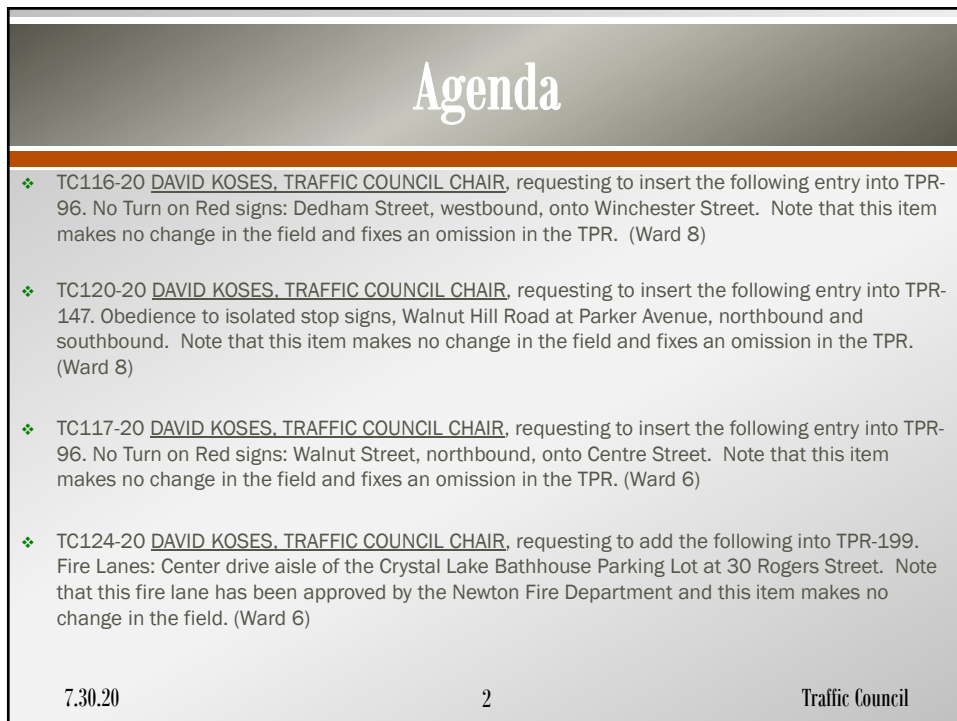 Agenda
❖ TC116-20 DAVID KOSES, TRAFFIC COUNCIL CHAIR, requesting to insert the following entry into TPR-
96. No Turn on Red signs: Dedham Street, westbound, onto Winchester Street.  Note that this item
makes no change in the field and fixes an omission in the TPR.  (Ward 8)
❖ TC120-20 DAVID KOSES, TRAFFIC COUNCIL CHAIR, requesting to insert the following entry into TPR-
147. Obedience to isolated stop signs, Walnut Hill Road at Parker Avenue, northbound and
southbound.  Note that this item makes no change in the field and fixes an omission in the TPR.
(Ward 8)
❖ TC117-20 DAVID KOSES, TRAFFIC COUNCIL CHAIR, requesting to insert the following entry into TPR-
96. No Turn on Red signs: Walnut Street, northbound, onto Centre Street.  Note that this item
makes no change in the field and fixes an omission in the TPR. (Ward 6)
❖ TC124-20 DAVID KOSES, TRAFFIC COUNCIL CHAIR, requesting to add the following into TPR-199.
Fire Lanes: Center drive aisle of the Crystal Lake Bathhouse Parking Lot at 30 Rogers Street.  Note
that this fire lane has been approved by the Newton Fire Department and this item makes no
change in the field. (Ward 6)
7.30.20 2 Traffic Council